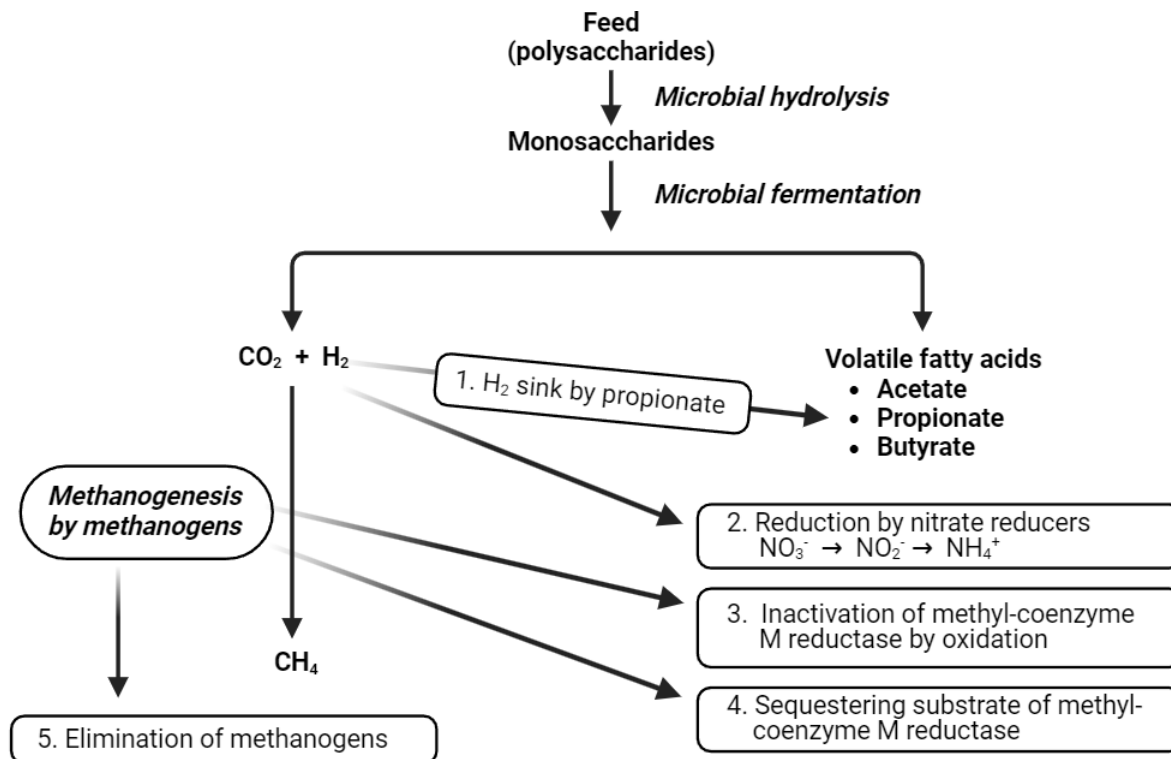 Feed
(polysaccharides)
Microbial hydrolysis
Monosaccharides
Microbial fermentation
CO₂ + H₂
1. H₂ sink by propionate
Volatile fatty acids
• Acetate
• Propionate
• Butyrate
Methanogenesis
by methanogens
2. Reduction by nitrate reducers
NO₃⁻ → NO₂⁻ → NH₄⁺
3. Inactivation of methyl-coenzyme
M reductase by oxidation
CH₄
4. Sequestering substrate of methyl-
coenzyme M reductase
5. Elimination of methanogens